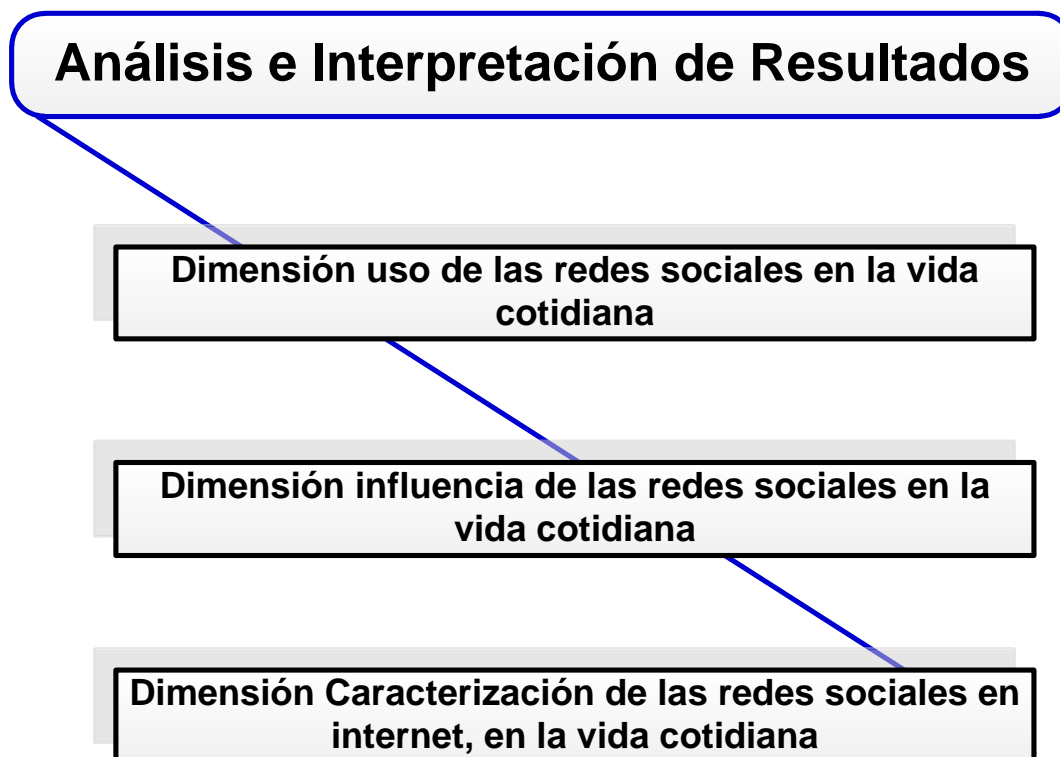 Análisis e Interpretación de Resultados
Dimensión uso de las redes sociales en la vida
cotidiana
Dimensión influencia de las redes sociales en la
vida cotidiana
Dimensión Caracterización de las redes sociales en
internet, en la vida cotidiana